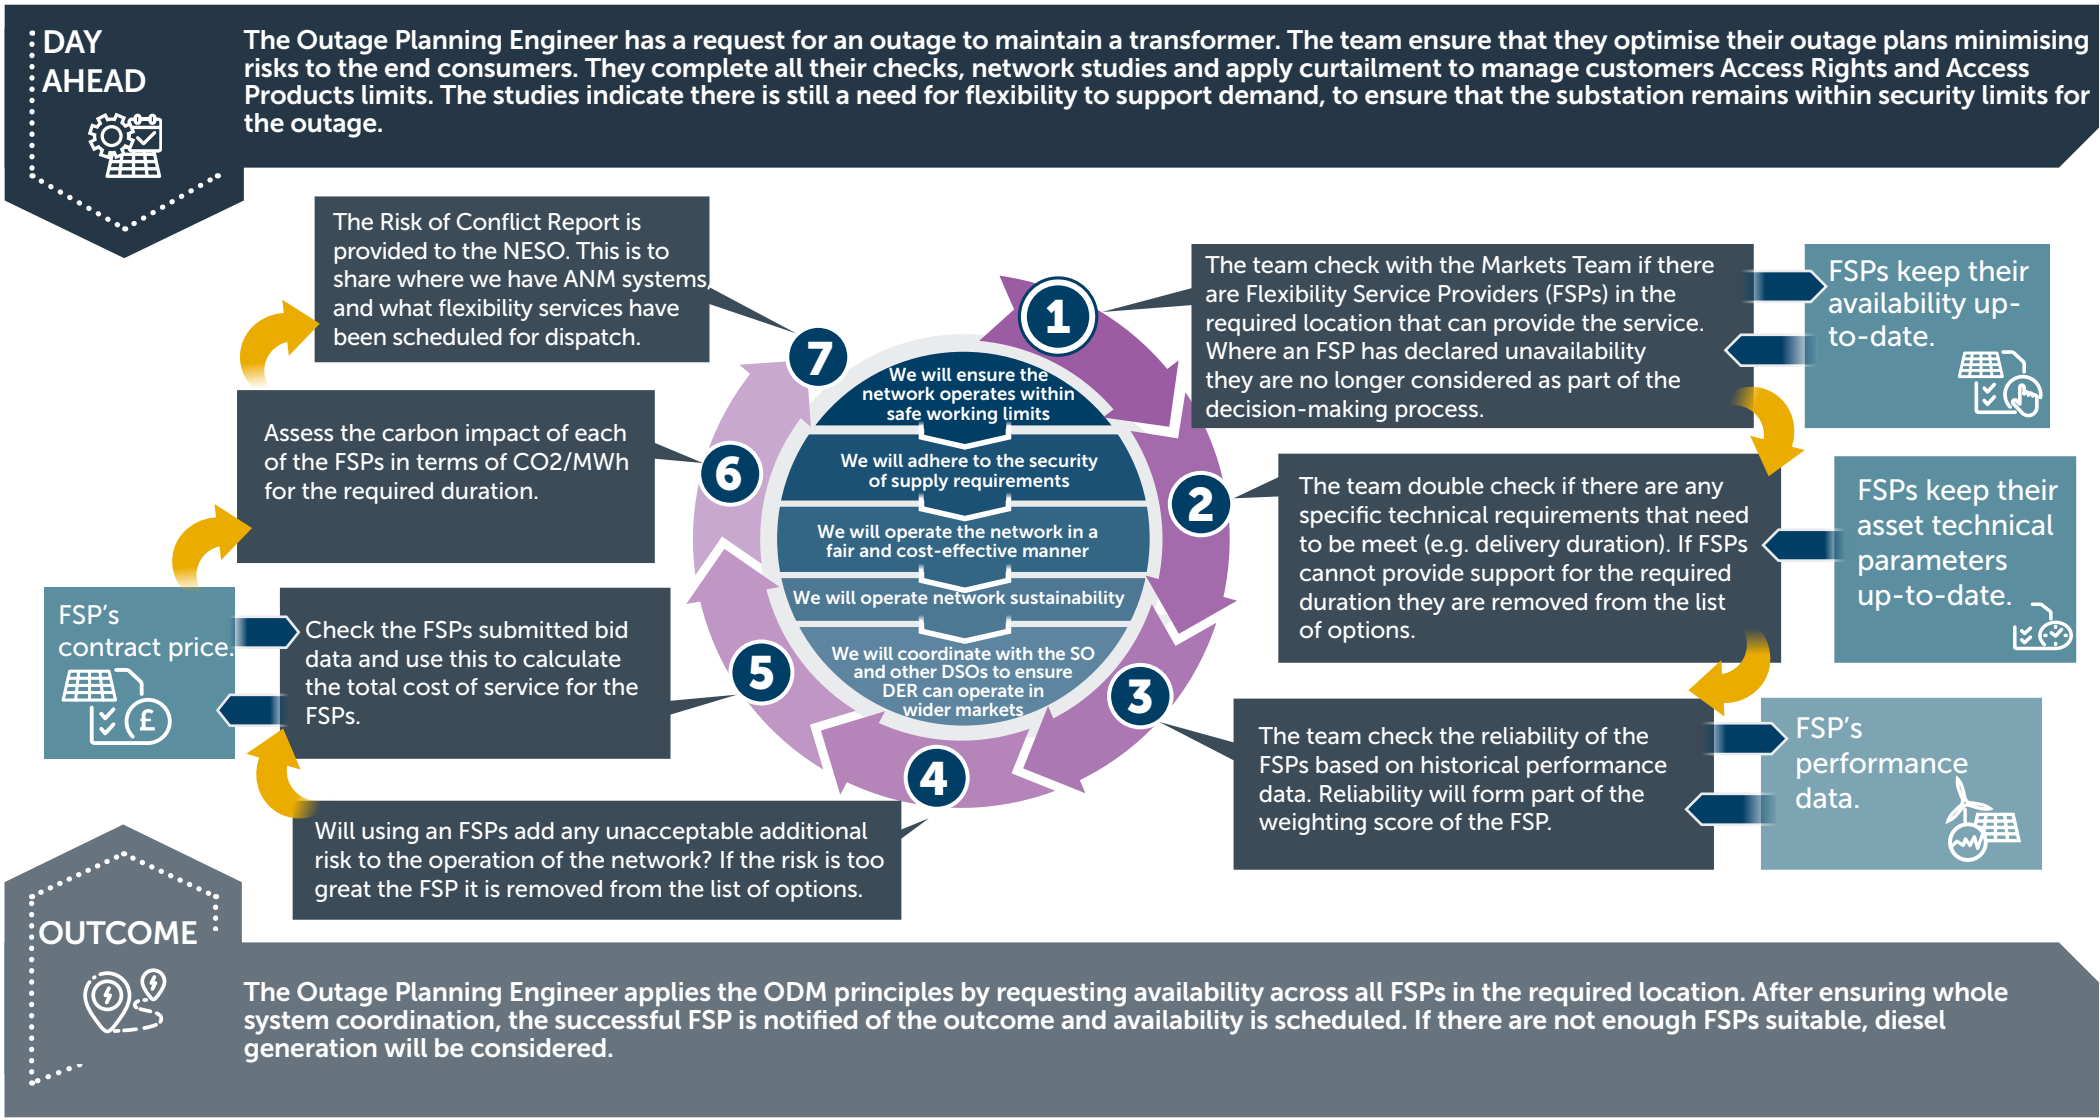 DAY
AHEAD
The Outage Planning Engineer has a request for an outage to maintain a transformer. The team ensure that they optimise their outage plans minimising
risks to the end consumers. They complete all their checks, network studies and apply curtailment to manage customers Access Rights and Access
Products limits. The studies indicate there is still a need for flexibility to support demand, to ensure that the substation remains within security limits for
the outage.
1
The team check with the Markets Team if there
are Flexibility Service Providers (FSPs) in the
required location that can provide the service.
Where an FSP has declared unavailability
they are no longer considered as part of the
decision-making process.
FSPs keep their
availability up-
to-date.
2
The team double check if there are any
specific technical requirements that need
to be meet (e.g. delivery duration). If FSPs
cannot provide support for the required
duration they are removed from the list
of options.
FSPs keep their
asset technical
parameters
up-to-date.
3
The team check the reliability of the
FSPs based on historical performance
data. Reliability will form part of the
weighting score of the FSP.
FSP's
performance
data.
4
Will using an FSPs add any unacceptable additional
risk to the operation of the network? If the risk is too
great the FSP it is removed from the list of options.
5
Check the FSPs submitted bid
data and use this to calculate
the total cost of service for the
FSPs.
FSP's
contract price.
£
6
Assess the carbon impact of each
of the FSPs in terms of CO2/MWh
for the required duration.
7
The Risk of Conflict Report is
provided to the NESO. This is to
share where we have ANM systems,
and what flexibility services have
been scheduled for dispatch.
We will ensure the
network operates within
safe working limits
We will adhere to the security
of supply requirements
We will operate the network in a
fair and cost-effective manner
We will operate network sustainability
We will coordinate with the SO
and other DSOs to ensure
DER can operate in
wider markets
OUTCOME
The Outage Planning Engineer applies the ODM principles by requesting availability across all FSPs in the required location. After ensuring whole
system coordination, the successful FSP is notified of the outcome and availability is scheduled. If there are not enough FSPs suitable, diesel
generation will be considered.